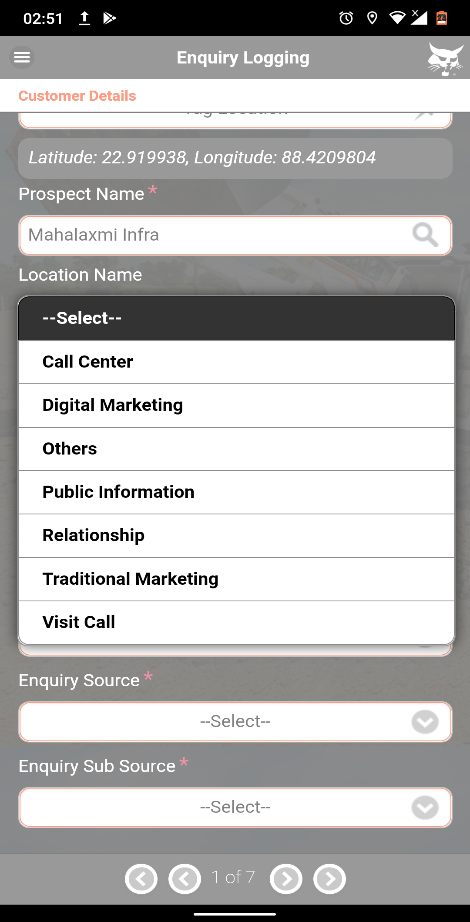 02:51
Enquiry Logging
Customer Details
Tag Location
Latitude: 22.919938, Longitude: 88.4209804
Prospect Name *
Mahalaxmi Infra
Location Name
--Select--
Call Center
Digital Marketing
Others
Public Information
Relationship
Traditional Marketing
Visit Call
Enquiry Source *
--Select--
Enquiry Sub Source *
--Select--
1 of 7